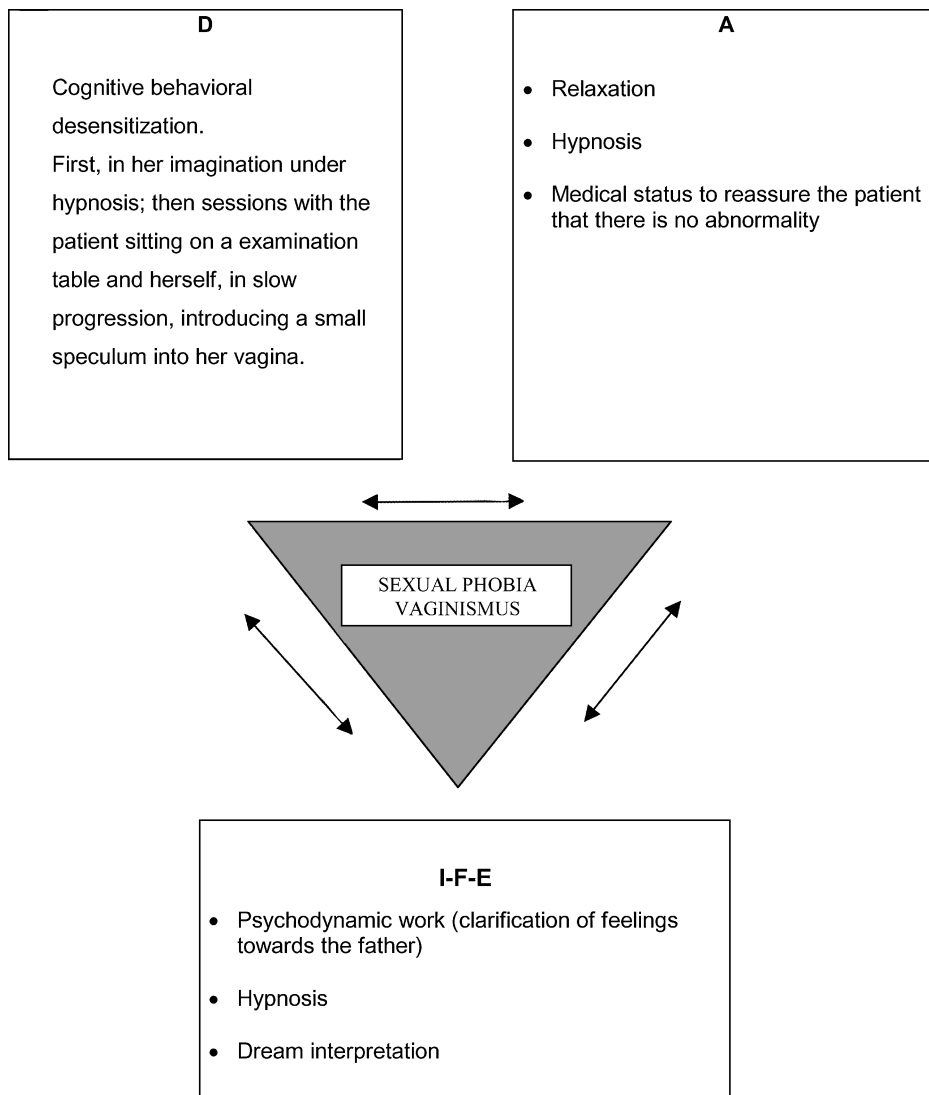 D
Cognitive behavioral
desensitization.
First, in her imagination under
hypnosis; then sessions with the
patient sitting on a examination
table and herself, in slow
progression, introducing a small
speculum into her vagina.
A
• Relaxation
• Hypnosis
• Medical status to reassure the patient
that there is no abnormality
SEXUAL PHOBIA
VAGINISMUS
I-F-E
• Psychodynamic work (clarification of feelings
towards the father)
• Hypnosis
• Dream interpretation